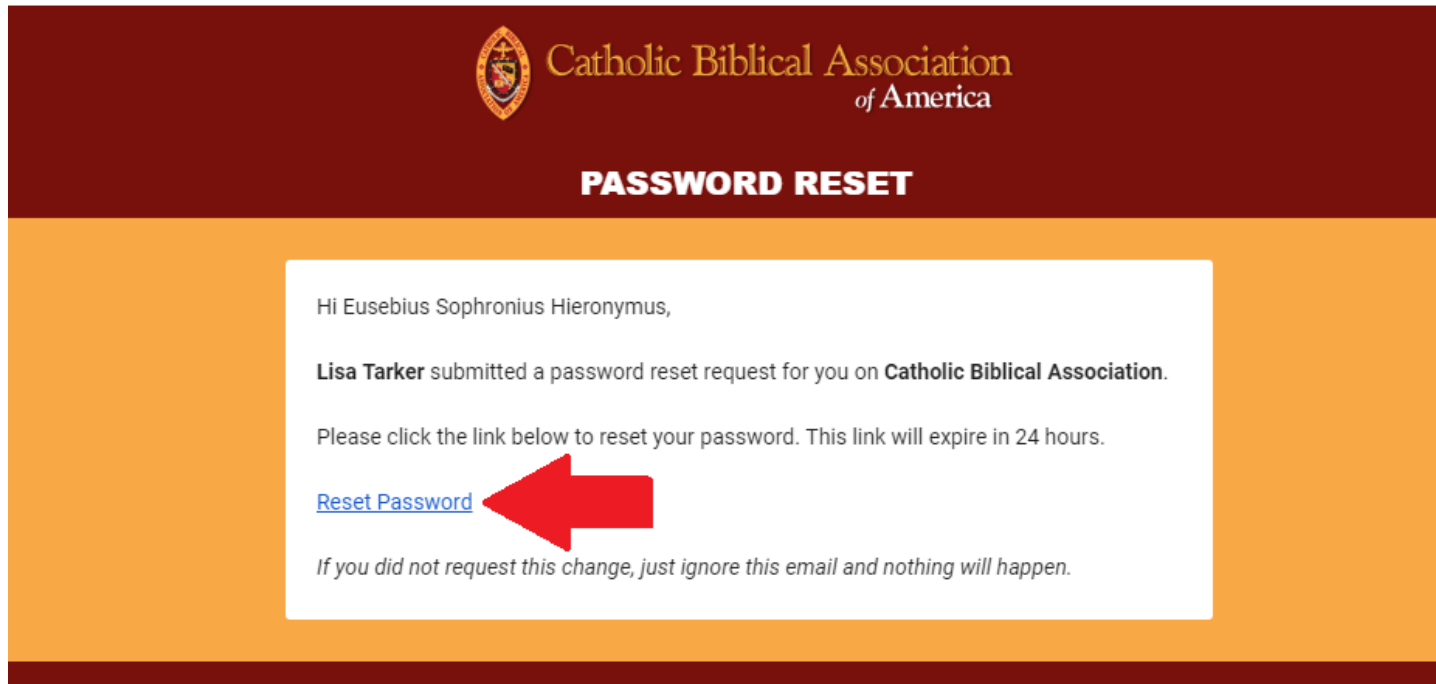 Catholic Biblical Association
of America
PASSWORD RESET
Hi Eusebius Sophronius Hieronymus,
Lisa Tarker submitted a password reset request for you on Catholic Biblical Association.
Please click the link below to reset your password. This link will expire in 24 hours.
Reset Password
If you did not request this change, just ignore this email and nothing will happen.